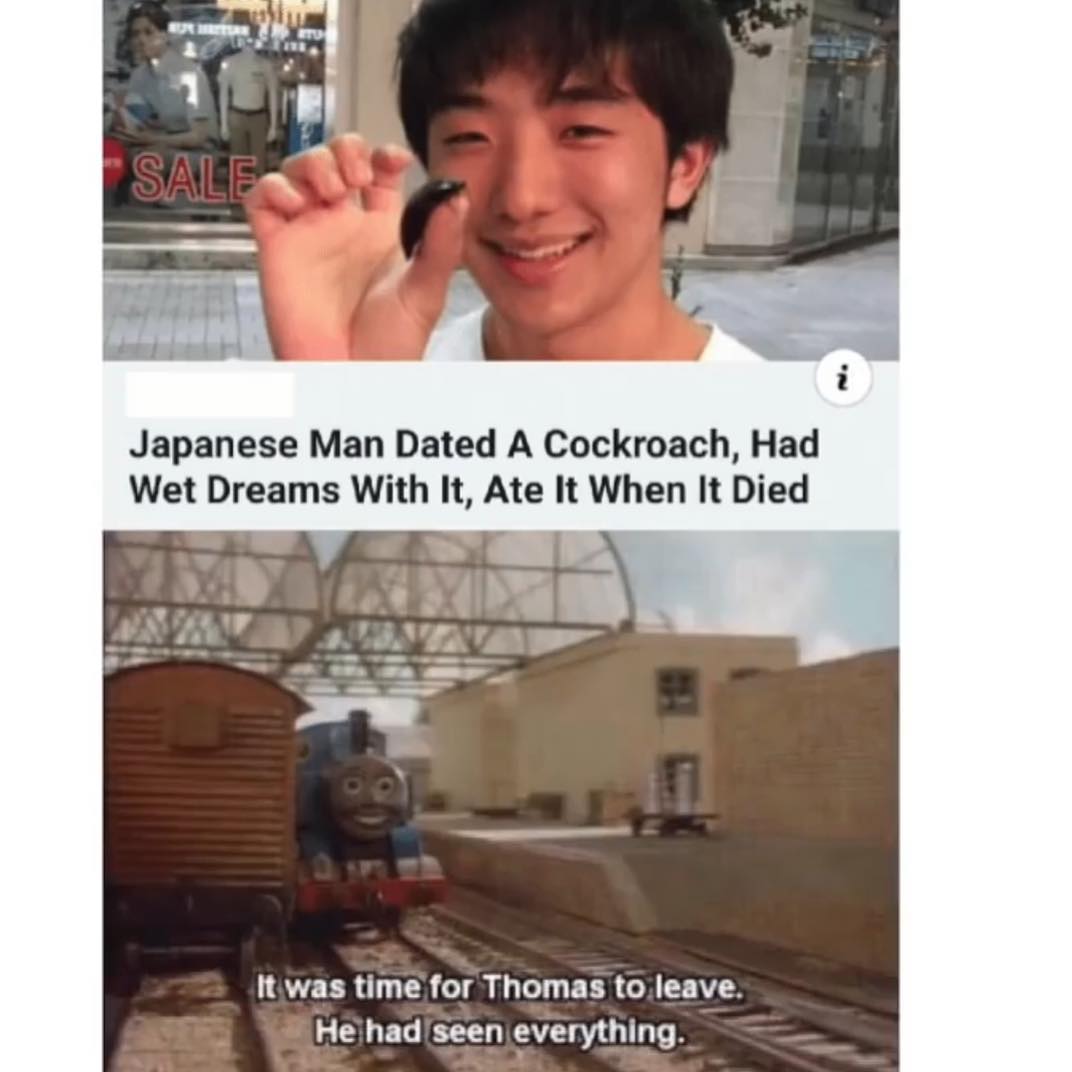 SALE
i
Japanese Man Dated A Cockroach, Had
Wet Dreams With It, Ate It When It Died
It was time for Thomas to leave.
He had seen everything.